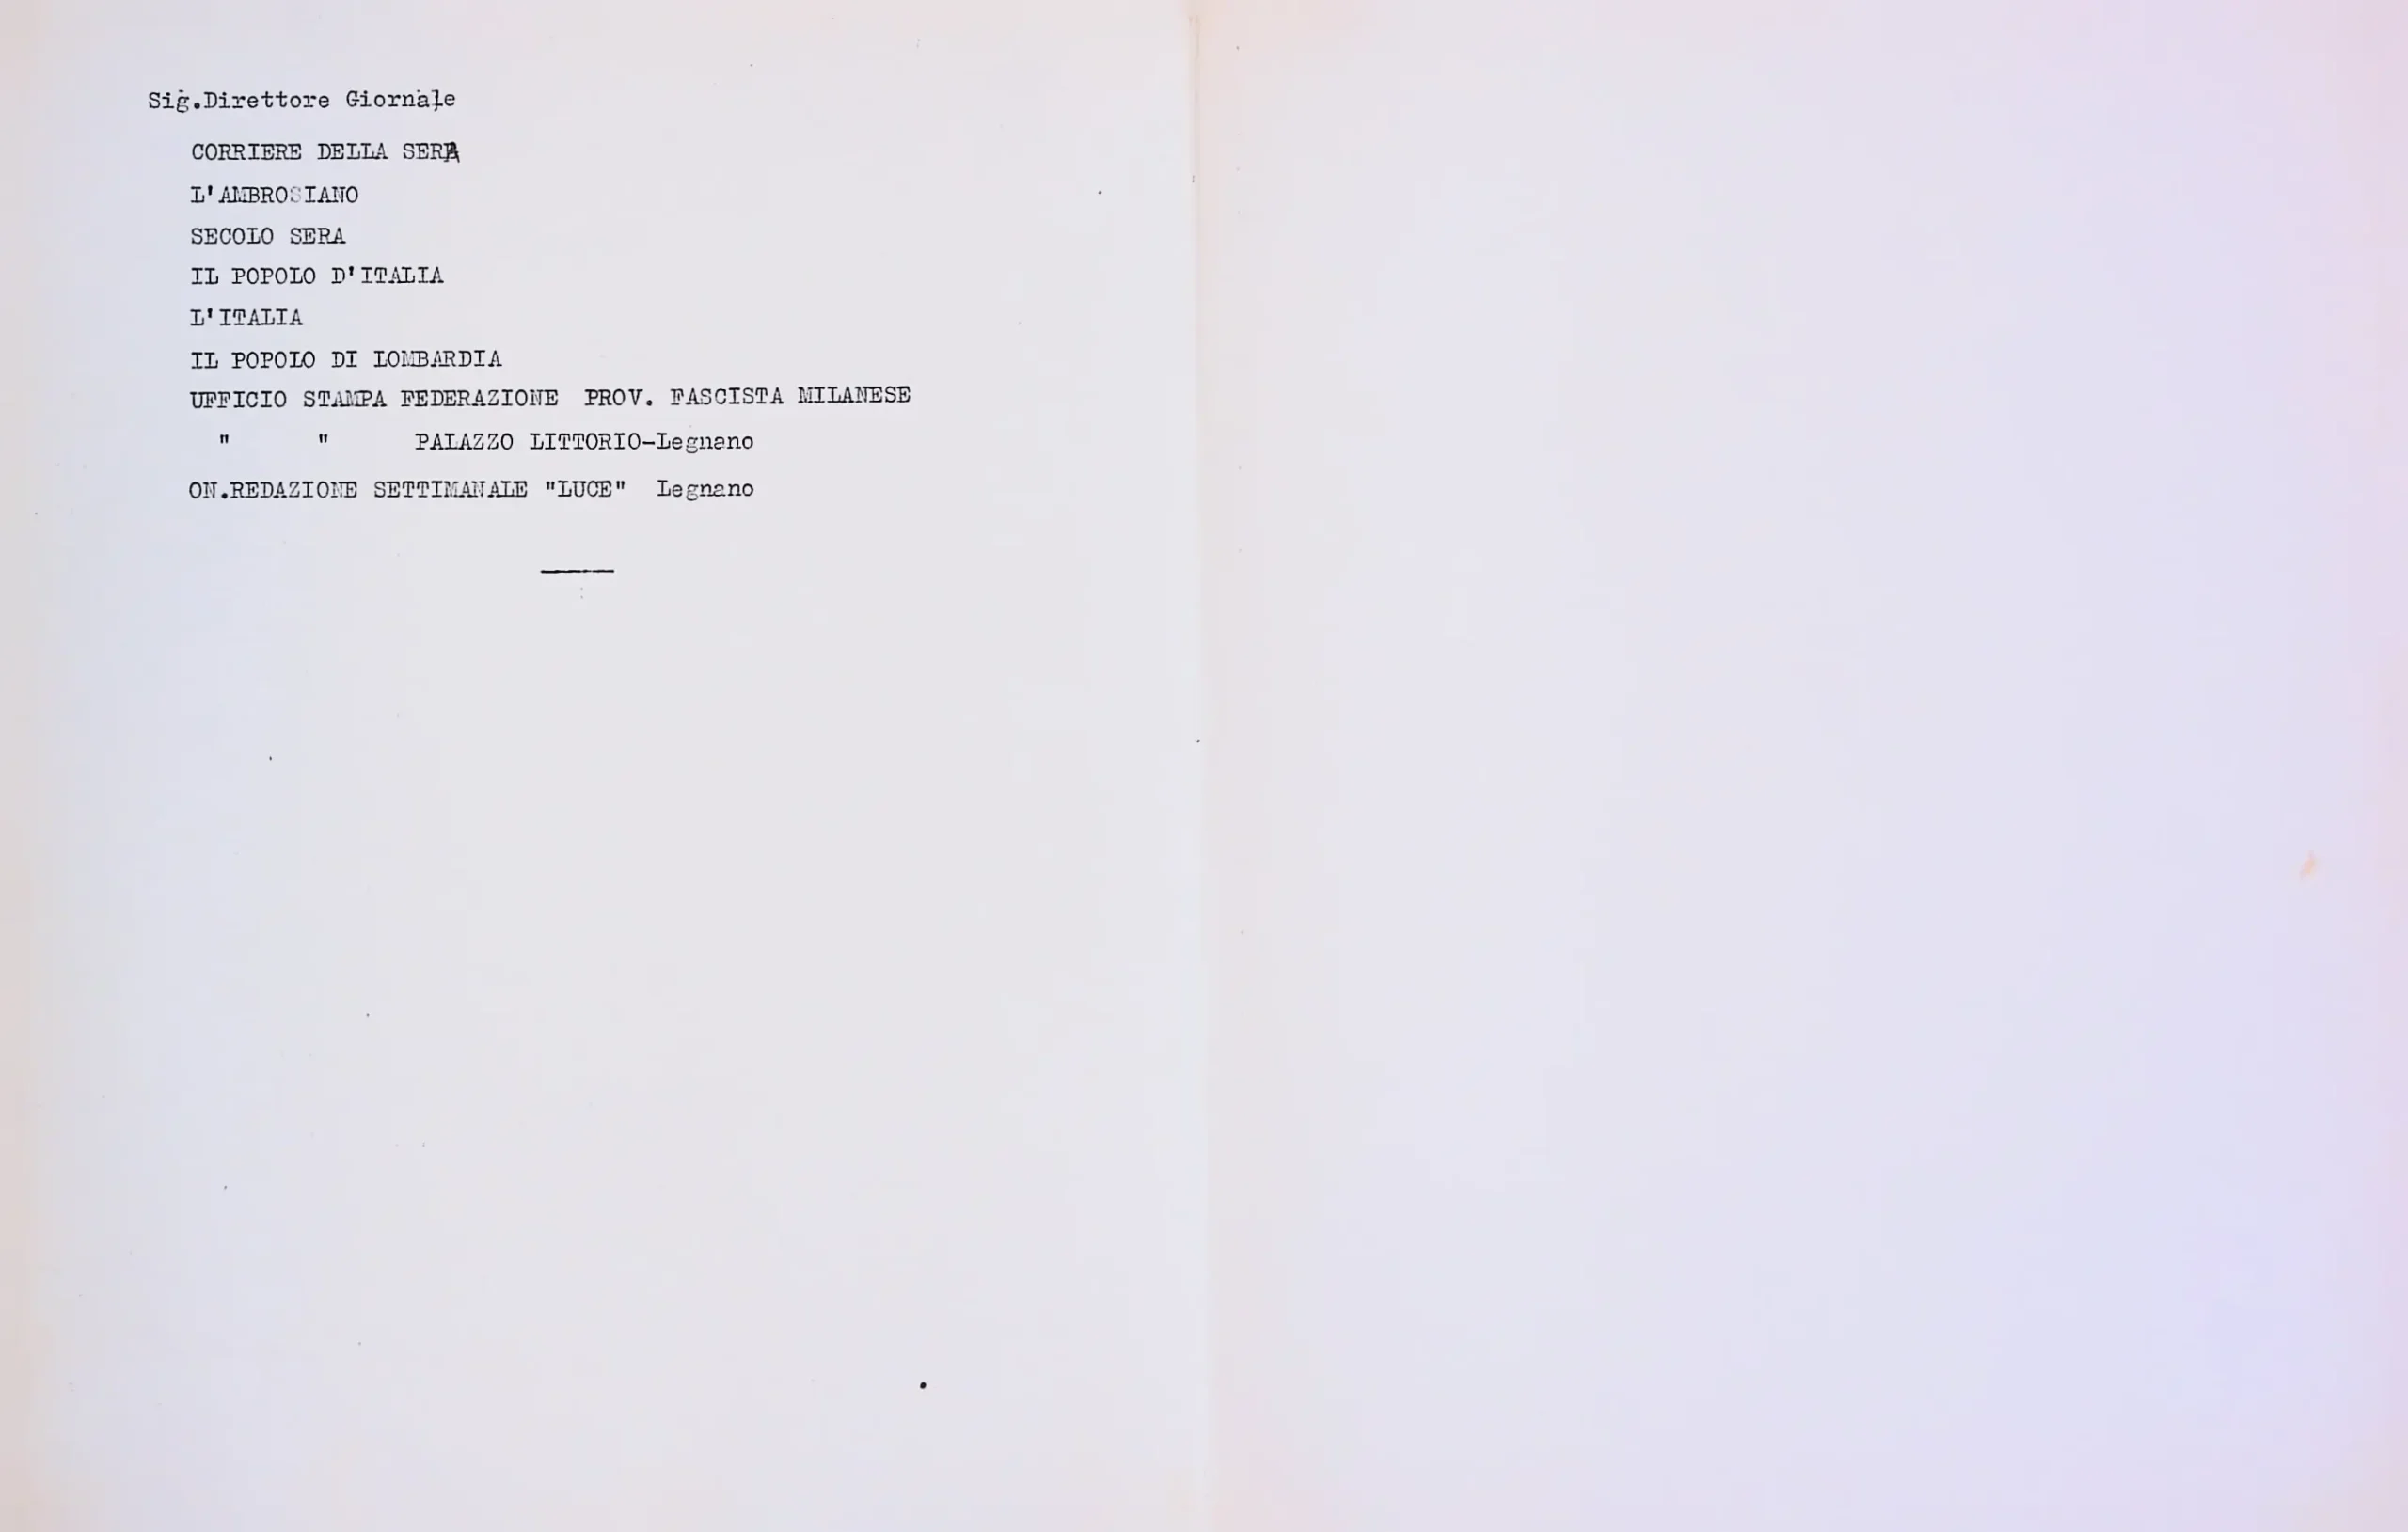 Sig.Direttore Giornale
CORRIERE DELLA SERA
L'AMBROSIANO
SECOLO SERA
IL POPOLO D'ITALIA
L'ITALIA
IL POPOLO DI LOMBARDIA
UFFICIO STAMPA FEDERAZIONE PROV. FASCISTA MILANESE
" " PALAZZO LITTORIO-Legnano
ON.REDAZIONE SETTIMANALE "LUCE" Legnano